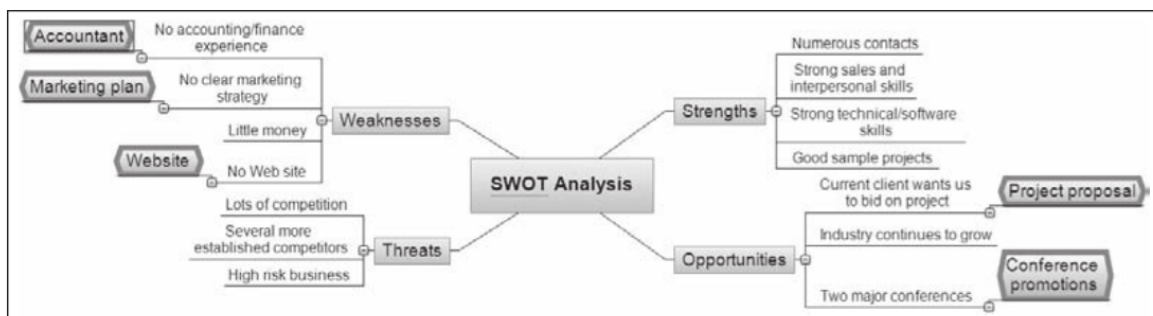 SWOT Analysis
Accountant
No accounting/finance
experience
Marketing plan
No clear marketing
strategy
Weaknesses
Little money
Website
No Web site
Lots of competition
Several more
established competitors
Threats
High risk business
Numerous contacts
Strong sales and
interpersonal skills
Strengths
Strong technical/software
skills
Good sample projects
Current client wants us
to bid on project
Project proposal
Industry continues to grow
Opportunities
Two major conferences
Conference
promotions